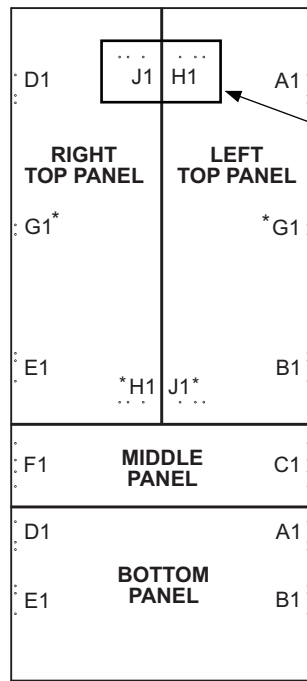 D1 J1 H1 A1
RIGHT LEFT
TOP PANEL TOP PANEL
G1* *G1
E1 B1
*H1 J1*
F1 MIDDLE C1
PANEL
D1 A1
BOTTOM
E1 PANEL B1